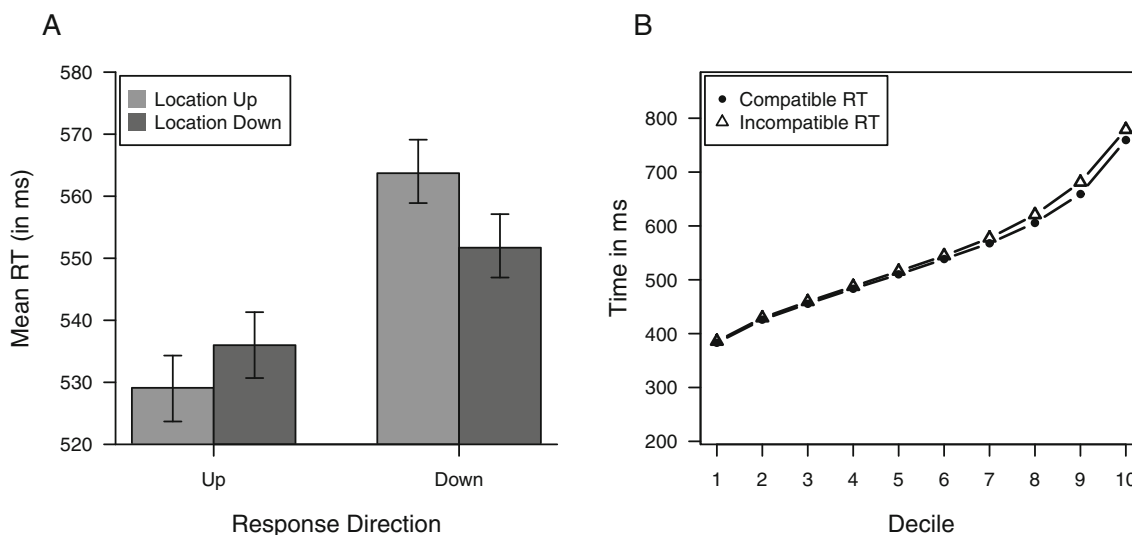 A
Mean RT (in ms)
580
570
560
550
540
530
520
Location Up
Location Down
Up
Down
Response Direction
B
Time in ms
800
700
600
500
400
300
200
Compatible RT
Incompatible RT
1 2 3 4 5 6 7 8 9 10
Decile